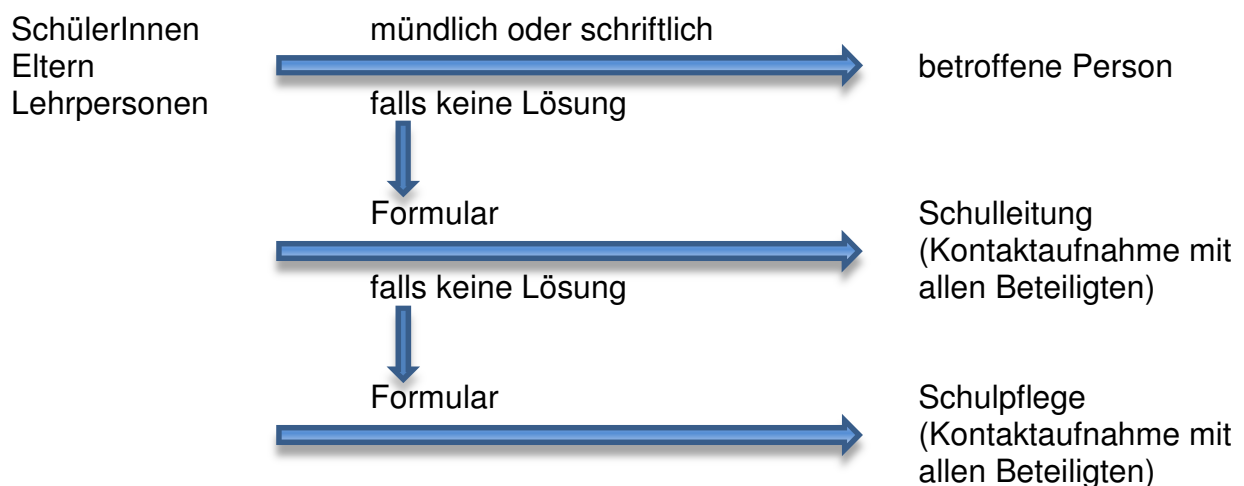 SchülerInnen
Eltern
Lehrpersonen
mündlich oder schriftlich
betroffene Person
falls keine Lösung
Formular
Schulleitung
(Kontaktaufnahme mit
allen Beteiligten)
falls keine Lösung
Formular
Schulpflege
(Kontaktaufnahme mit
allen Beteiligten)